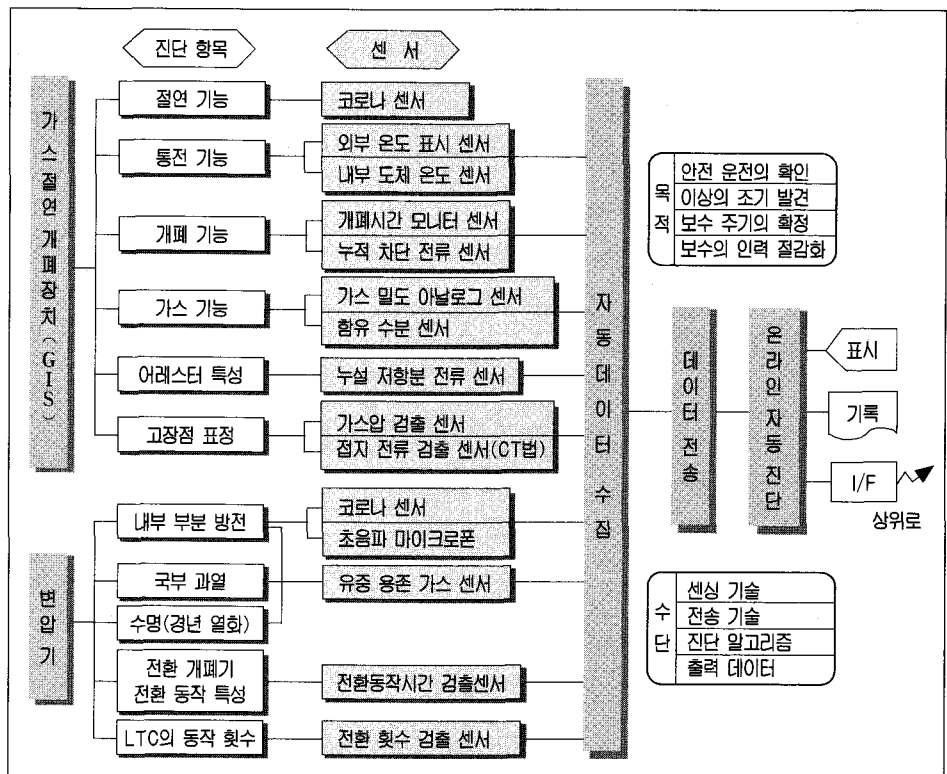 진단 항목
센 서
가스절연 개폐장치(GIS)
절연 기능
코로나 센서
통전 기능
외부 온도 표시 센서
내부 도체 온도 센서
개폐 기능
개폐시간 모니터 센서
누적 차단 전류 센서
가스 기능
가스 밀도 아날로그 센서
함유 수분 센서
어레스터 특성
누설 저항분 전류 센서
고장점 표정
가스압 검출 센서
접지 전류 검출 센서(CT법)
변압기
내부 부분 방전
코로나 센서
초음파 마이크로폰
국부 과열
유중 용존 가스 센서
수명(경년 열화)
전환 개폐기
전환 동작 특성
전환동작시간 검출센서
LTC의 동작 횟수
전환 횟수 검출 센서
자동데이터수집
목적
안전 운전의 확인
이상의 조기 발견
보수 주기의 확정
보수의 인력 절감화
데이터전송
온라인자동진단
표시
기록
I/F
상위로
수단
센싱 기술
전송 기술
진단 알고리즘
출력 데이터